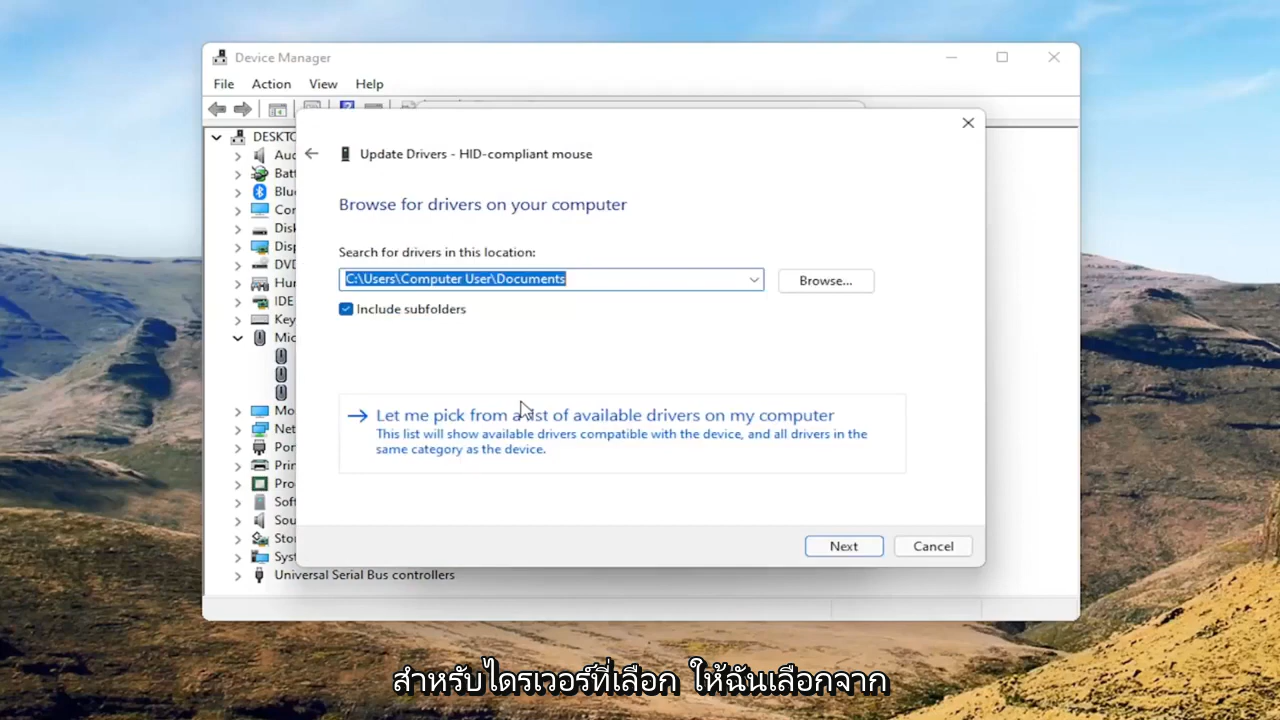 Device Manager
File Action View Help
DESKTO
Update Drivers - HID-compliant mouse
Browse for drivers on your computer
Search for drivers in this location:
C:\Users\Computer User\Documents
Browse...
Include subfolders
Let me pick from a list of available drivers on my computer
This list will show available drivers compatible with the device, and all drivers in the
same category as the device.
Next Cancel
Aud
Batt
Blu
Con
Disk
Disp
DVD
Hum
IDE
Key
Mic
Mo
Net
Por
Prin
Pro
Soft
Sou
Stor
Syst
Universal Serial Bus controllers
สำหรับไดรเวอร์ที่เลือก ให้ฉันเลือกจาก